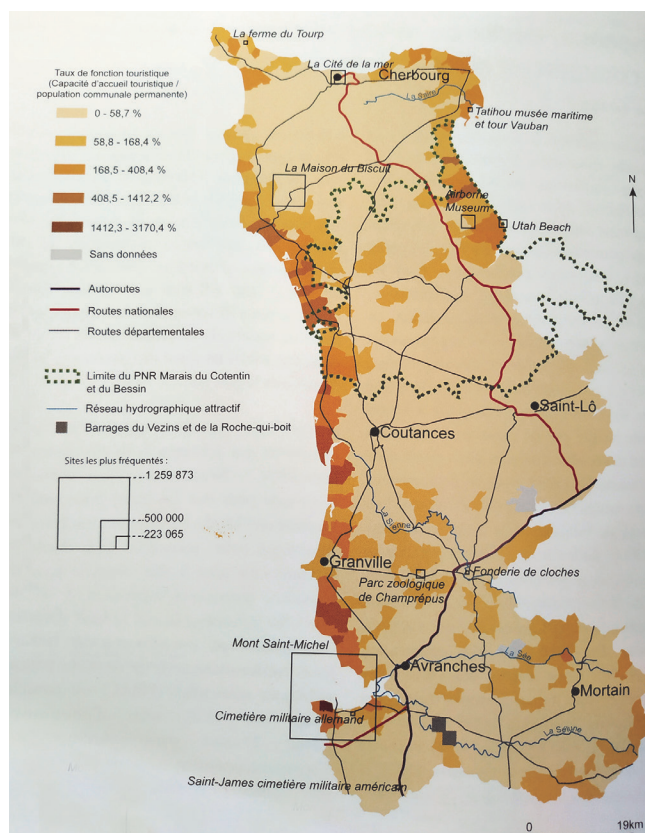 La ferme du Tourp
La Cité de la mer
Cherbourg
Taux de fonction touristique
(Capacité d'accueil touristique /
population communale permanente)
0 - 58,7 %
58,8 - 168,4 %
168,5 - 408,4 %
408,5 - 1412,2 %
1412,3 - 3170,4 %
Sans données
Tatihou musée maritime
et tour Vauban
La Maison du Biscuit
N
Airborne
Museum
Utah Beach
Autoroutes
Routes nationales
Routes départementales
Limite du PNR Marais du Cotentin
et du Bessin
Réseau hydrographique attractif
Barrages du Vezins et de la Roche-qui-boit
Saint-Lô
Coutances
Sites les plus fréquentés :
1 259 873
500 000
223 065
La Sienne
Granville
Fonderie de cloches
Parc zoologique
de Champrépus
Mont Saint-Michel
La Sée
Avranches
Mortain
Cimetière militaire allemand
La Sélune
Saint-James cimetière militaire américain
0 19km